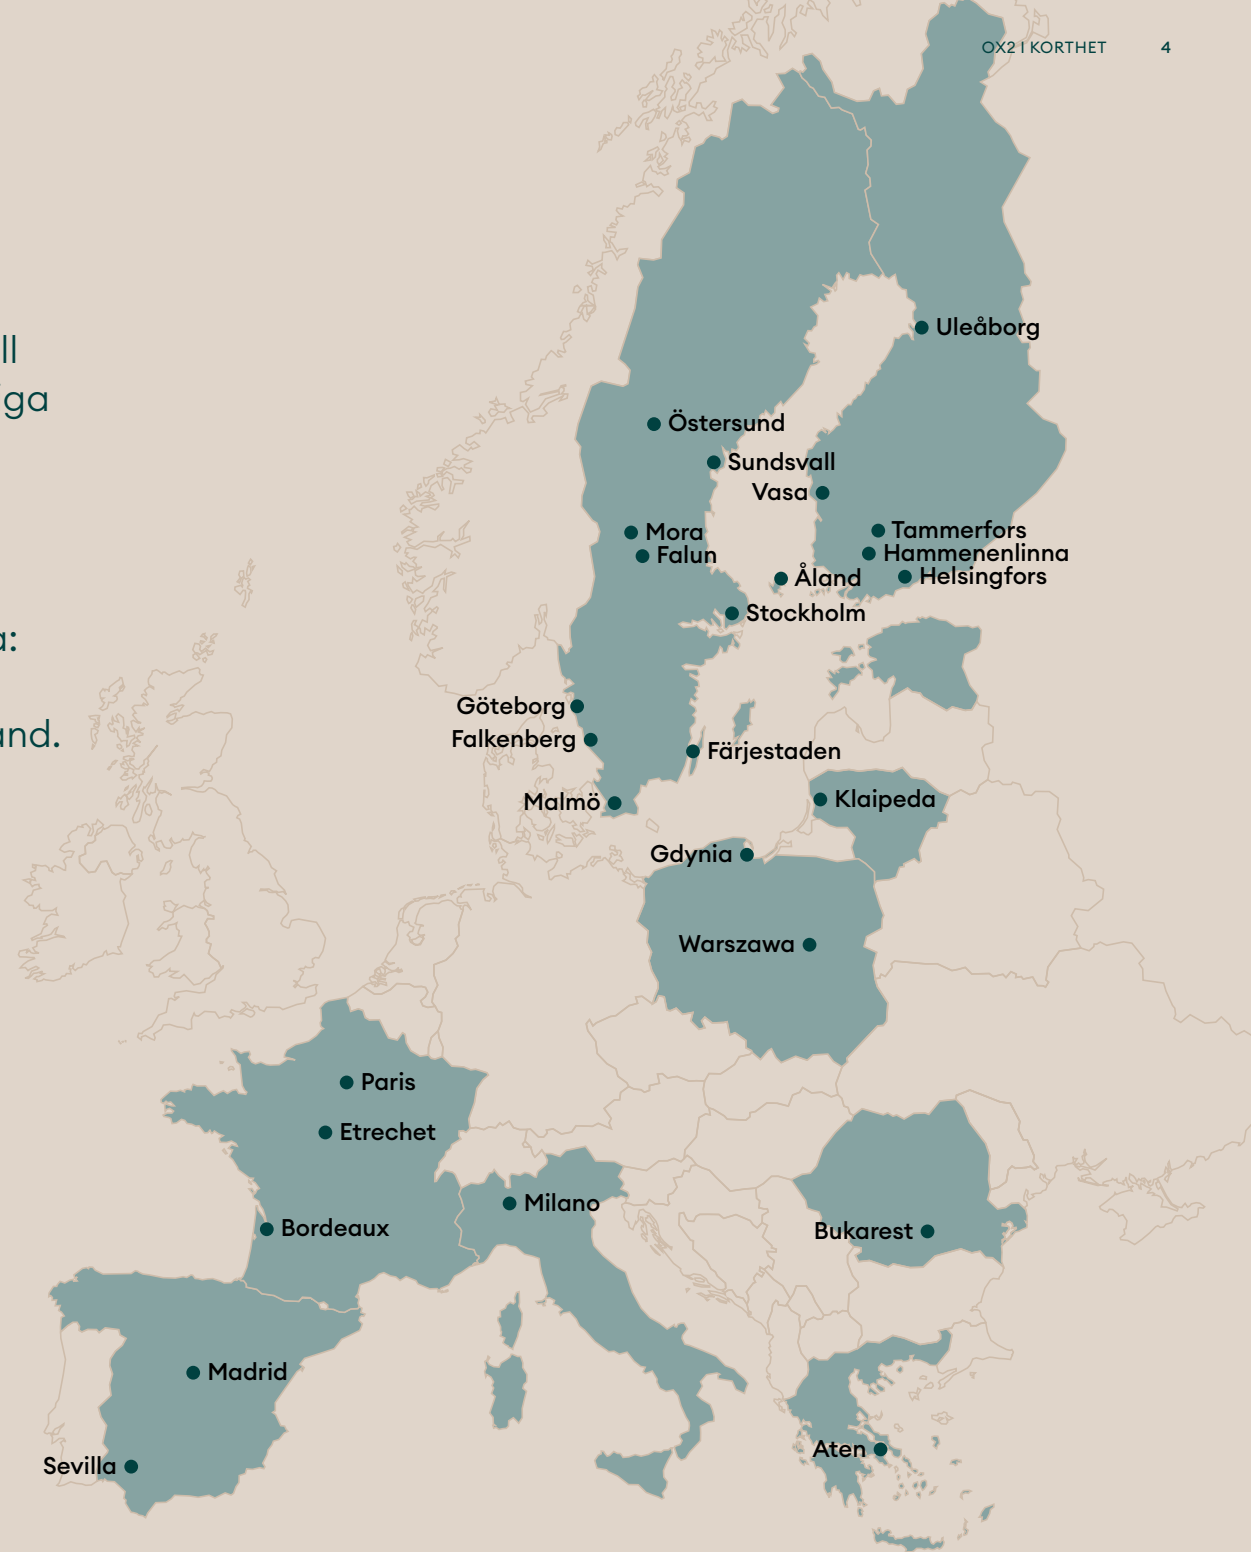 OX2 I KORTHET 4
ll
iga
a:
and.
Uleåborg
Östersund
Sundsvall
Vasa
Mora
Tammerfors
Falun
Hammenenlinna
Åland
Helsingfors
Stockholm
Göteborg
Falkenberg
Färjestaden
Malmö
Klaipeda
Gdynia
Warszawa
Paris
Etrechet
Milano
Bordeaux
Bukarest
Madrid
Aten
Sevilla